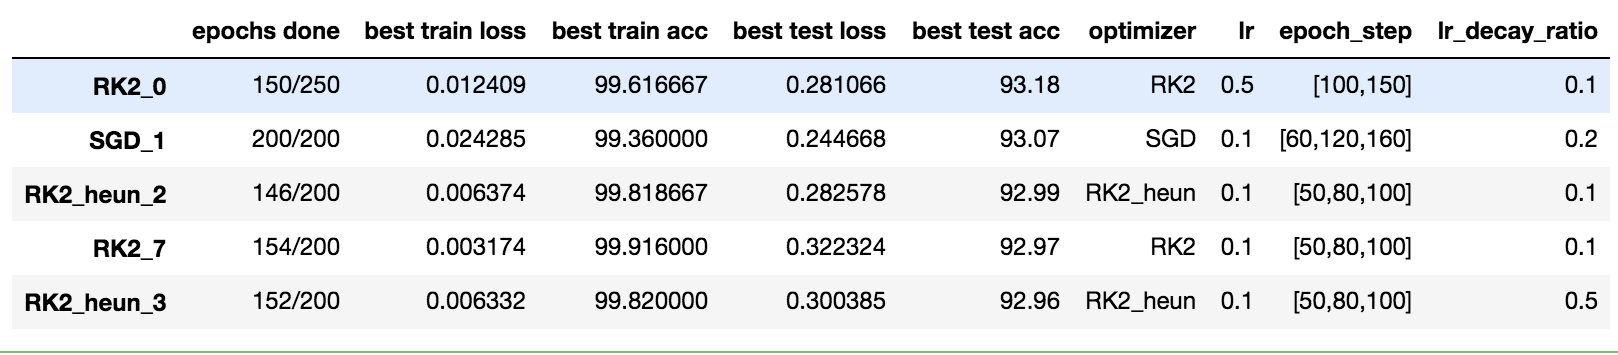 epochs done best train loss best train acc best test loss best test acc optimizer lr epoch_step lr_decay_ratio
RK2_0 150/250 0.012409 99.616667 0.281066 93.18 RK2 0.5 [100,150] 0.1
SGD_1 200/200 0.024285 99.360000 0.244668 93.07 SGD 0.1 [60,120,160] 0.2
RK2_heun_2 146/200 0.006374 99.818667 0.282578 92.99 RK2_heun 0.1 [50,80,100] 0.1
RK2_7 154/200 0.003174 99.916000 0.322324 92.97 RK2 0.1 [50,80,100] 0.1
RK2_heun_3 152/200 0.006332 99.820000 0.300385 92.96 RK2_heun 0.1 [50,80,100] 0.5